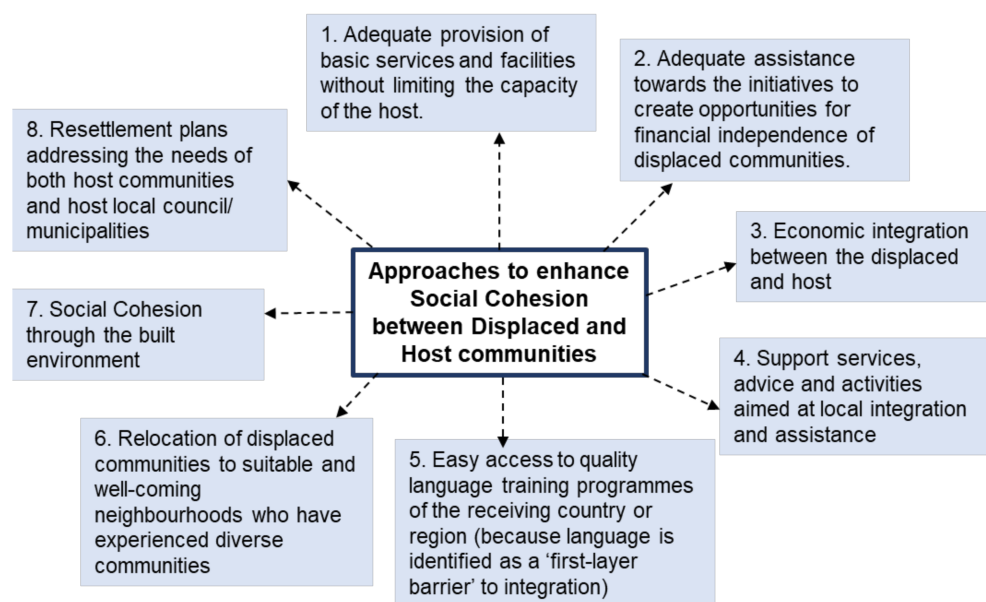 1. Adequate provision of
basic services and facilities
without limiting the capacity
of the host.
2. Adequate assistance
towards the initiatives to
create opportunities for
financial independence of
displaced communities.
8. Resettlement plans
addressing the needs of
both host communities
and host local council/
municipalities
Approaches to enhance
Social Cohesion
between Displaced and
Host communities
3. Economic integration
between the displaced
and host
7. Social Cohesion
through the built
environment
4. Support services,
advice and activities
aimed at local integration
and assistance
6. Relocation of displaced
communities to suitable and
well-coming
neighbourhoods who have
experienced diverse
communities
5. Easy access to quality
language training programmes
of the receiving country or
region (because language is
identified as a ‘first-layer
barrier’ to integration)